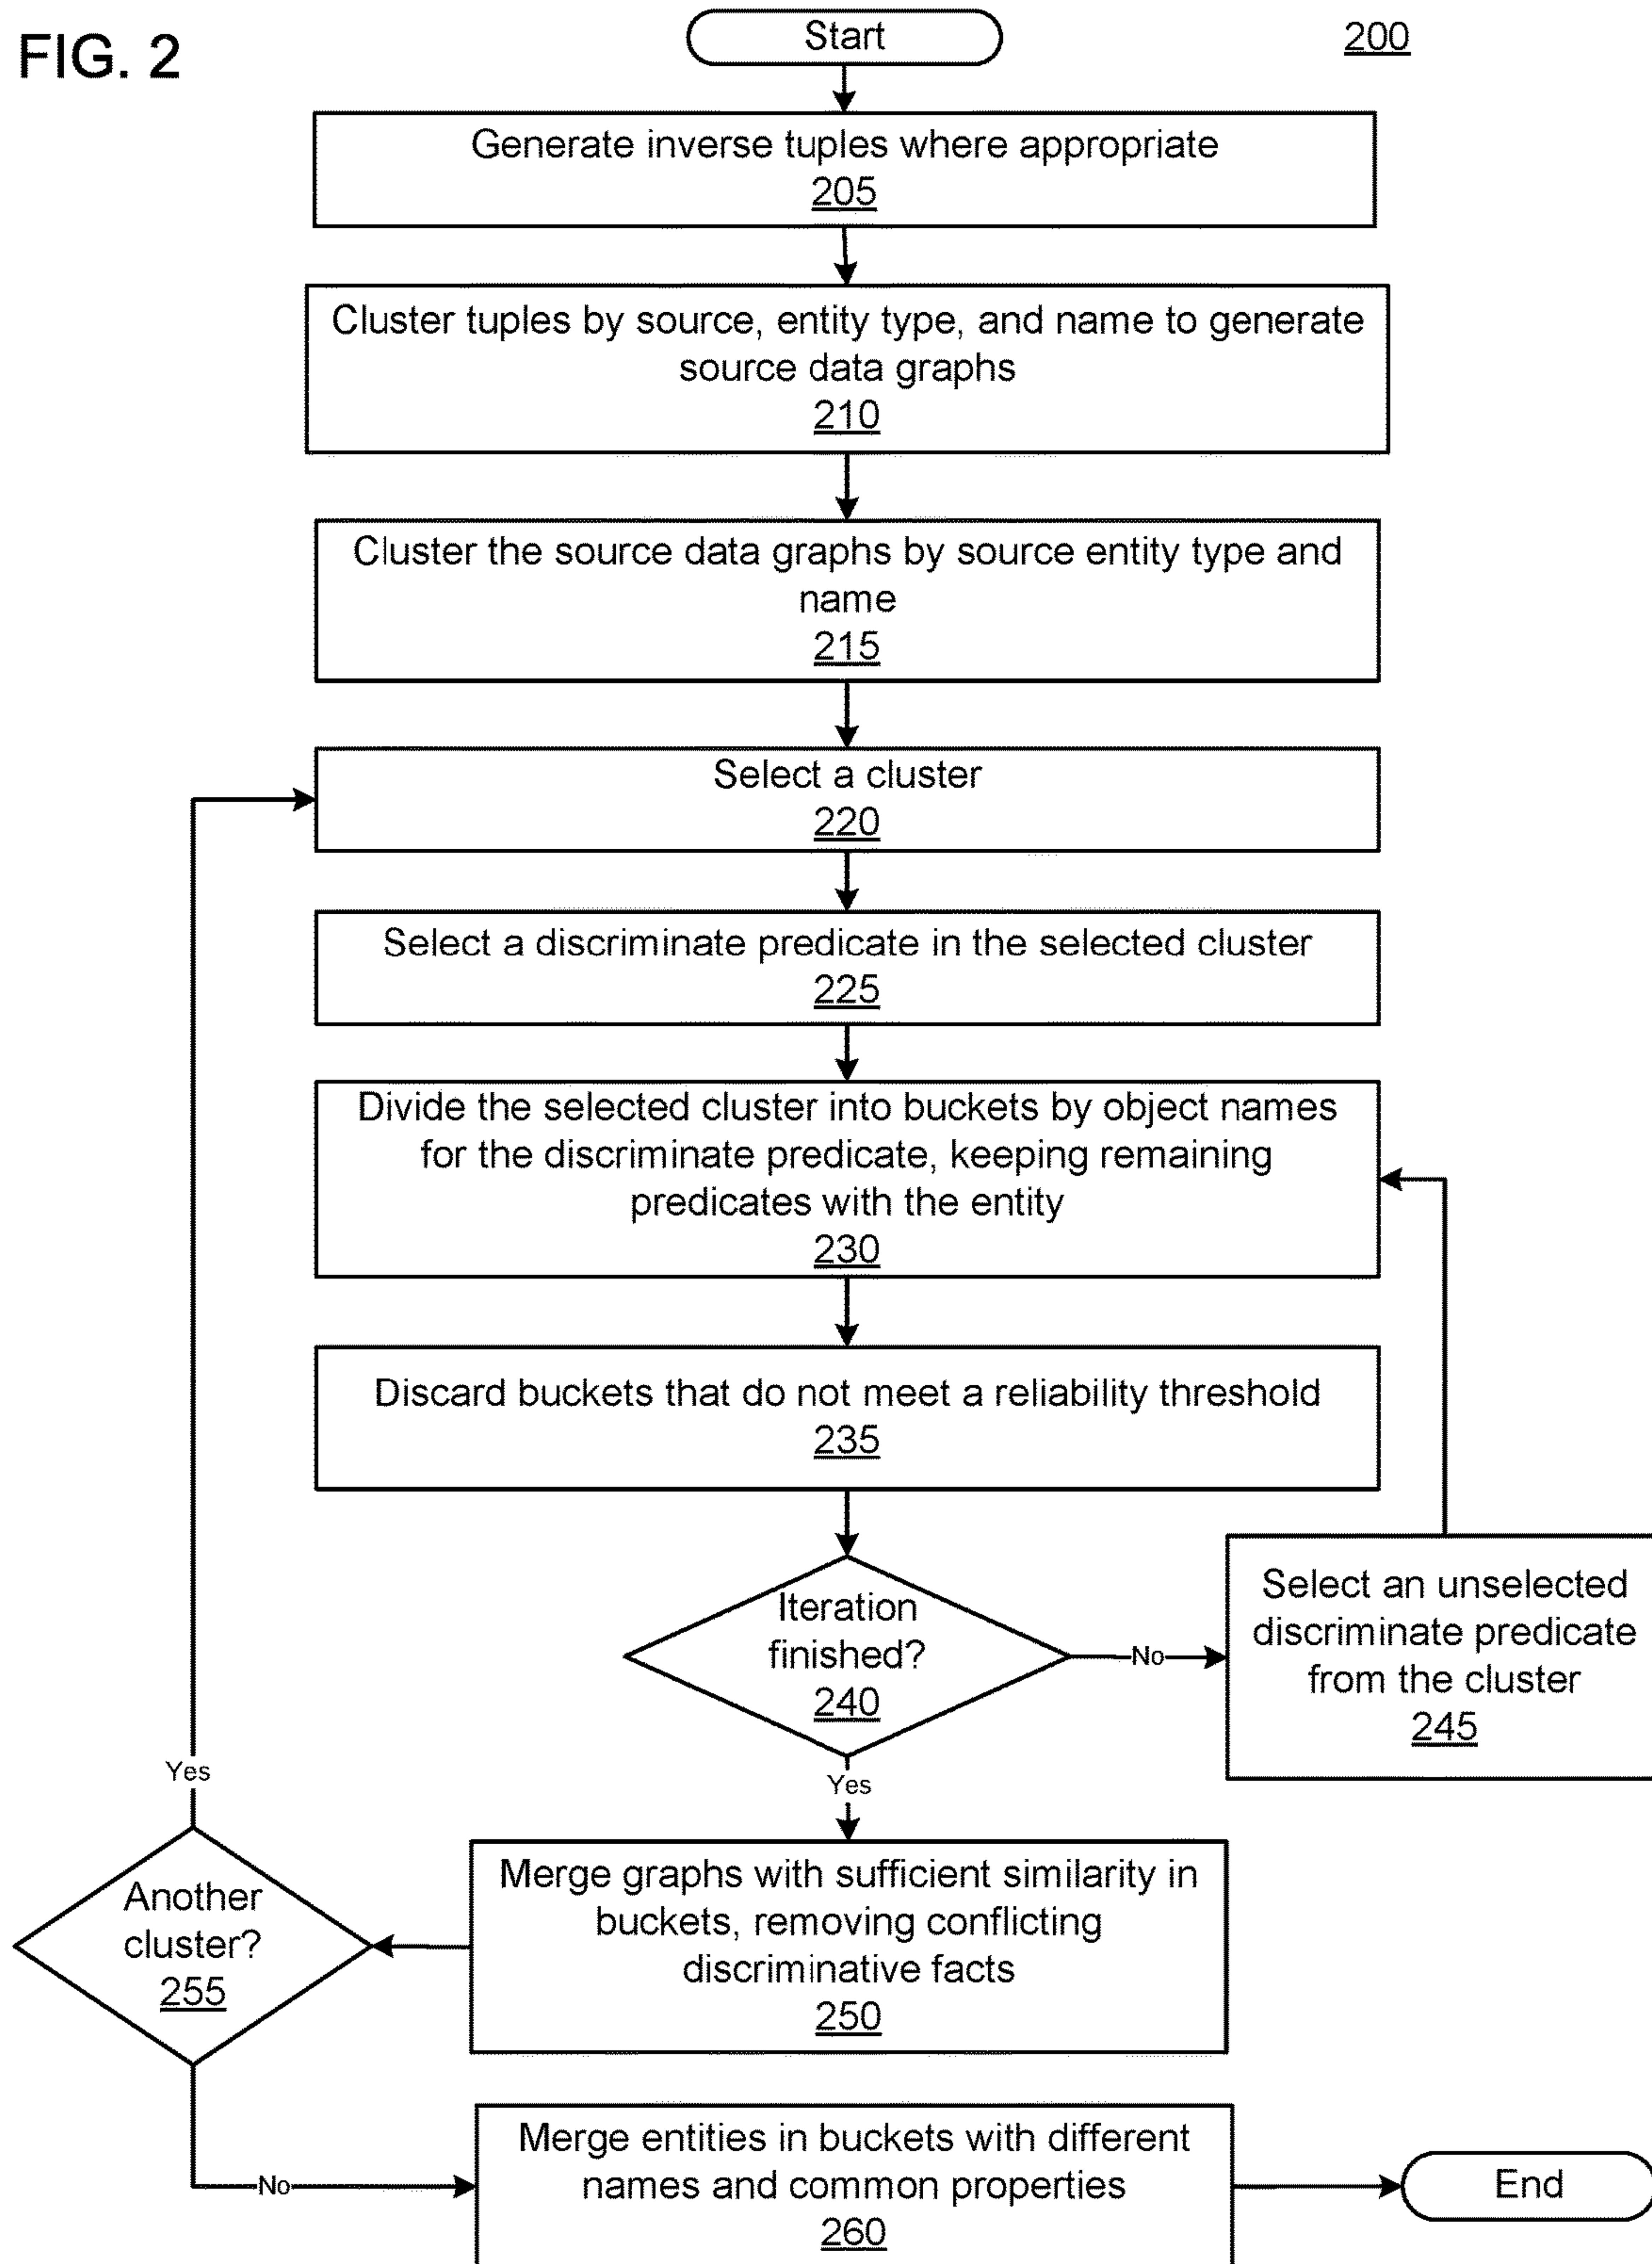 FIG. 2
Start
200
Generate inverse tuples where appropriate
205
Cluster tuples by source, entity type, and name to generate
source data graphs
210
Cluster the source data graphs by source entity type and
name
215
Select a cluster
220
Select a discriminate predicate in the selected cluster
225
Divide the selected cluster into buckets by object names
for the discriminate predicate, keeping remaining
predicates with the entity
230
Discard buckets that do not meet a reliability threshold
235
Iteration
finished?
240
No
Select an unselected
discriminate predicate
from the cluster
245
Yes
Yes
Merge graphs with sufficient similarity in
buckets, removing conflicting
discriminative facts
250
Another
cluster?
255
No
Merge entities in buckets with different
names and common properties
260
End